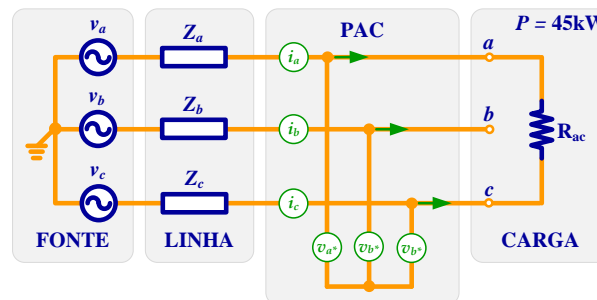 PAC
P = 45kW
v_a
Z_a
i_a
a
v_b
Z_b
i_b
b
R_ac
v_c
Z_c
i_c
c
v_a*
v_b*
v_b*
FONTE
LINHA
CARGA